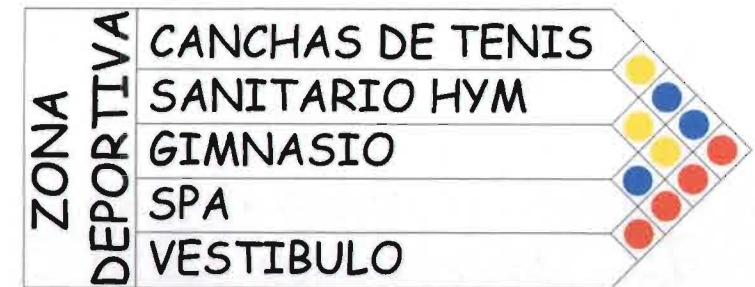 ZONA
DEPORTIVA
CANCHAS DE TENIS
SANITARIO HYM
GIMNASIO
SPA
VESTIBULO